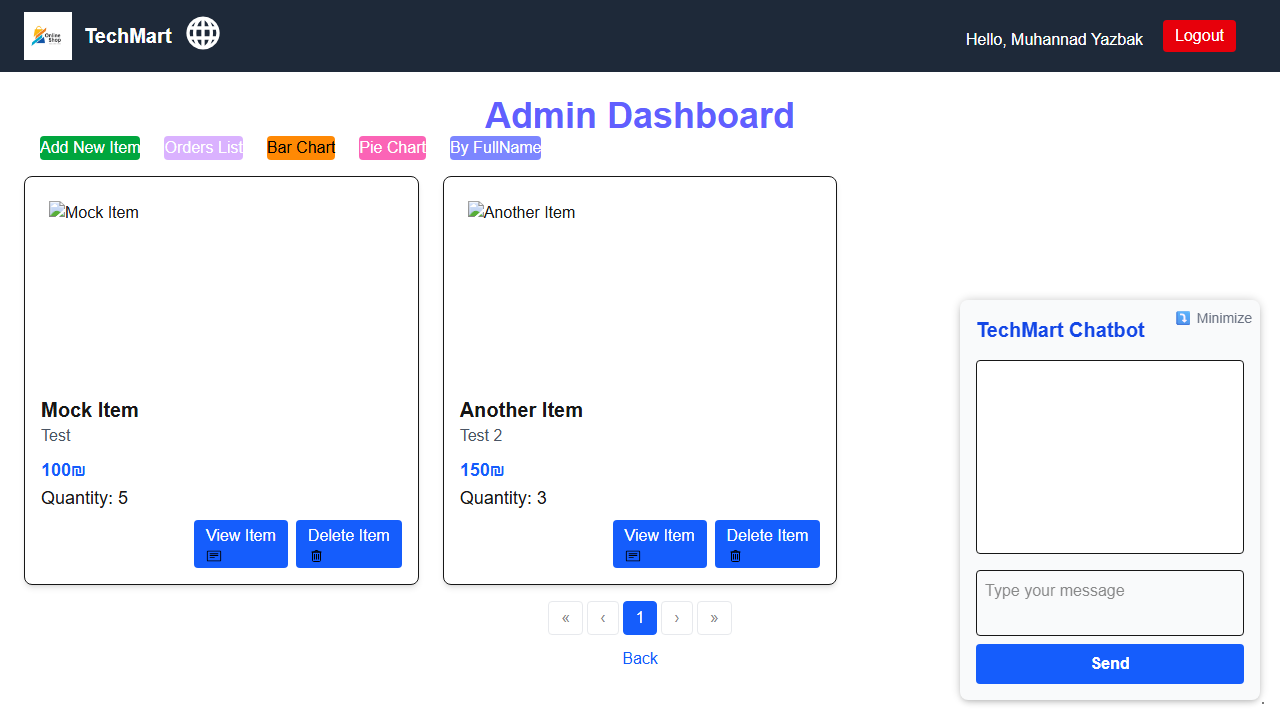 Online
Shop
TechMart
Hello, Muhannad Yazbak
Logout
Admin Dashboard
Add New Item
Orders List
Bar Chart
Pie Chart
By FullName
Mock Item
Mock Item
Test
100₪
Quantity: 5
View Item
Delete Item
Another Item
Another Item
Test 2
150₪
Quantity: 3
View Item
Delete Item
« ‹ 1 › »
Back
Minimize
TechMart Chatbot
Type your message
Send
.